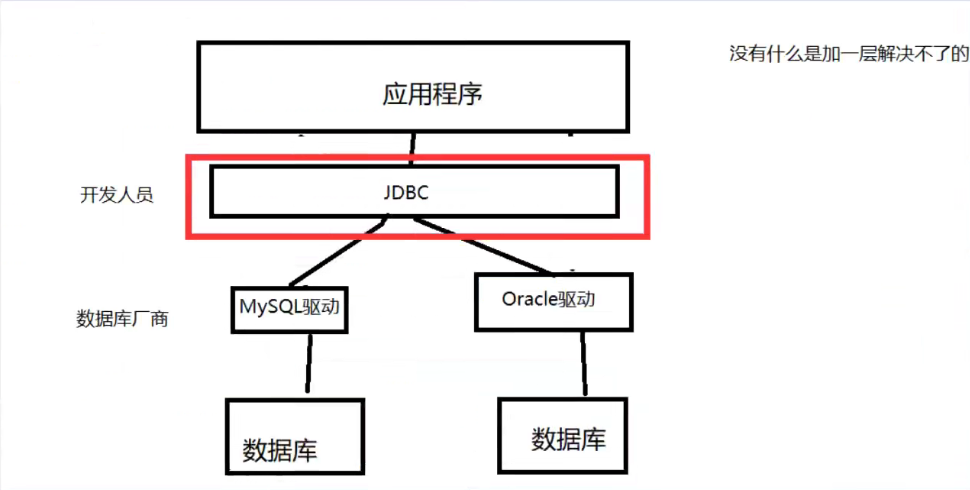 没有什么是加一层解决不了的
应用程序
开发人员
JDBC
数据库厂商
MySQL驱动
Oracle驱动
数据库
数据库